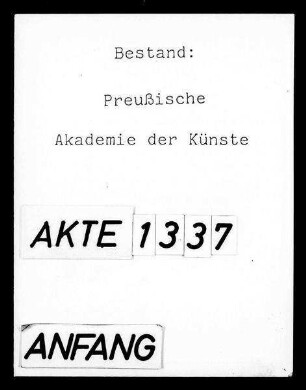 Bestand:
Preußische
Akademie der Künste
AKTE 1337
ANFANG